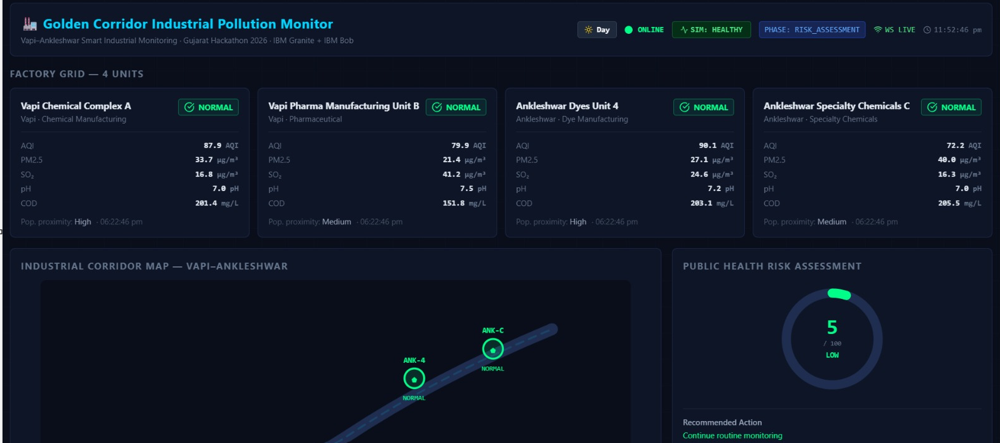 Golden Corridor Industrial Pollution Monitor
Vapi–Ankleshwar Smart Industrial Monitoring · Gujarat Hackathon 2026 · IBM Granite + IBM Bob
Day
ONLINE
SIM: HEALTHY
PHASE: RISK_ASSESSMENT
WS LIVE
11:52:46 pm
FACTORY GRID — 4 UNITS
Vapi Chemical Complex A
NORMAL
Vapi · Chemical Manufacturing
AQI 87.9 AQI
PM2.5 33.7 µg/m³
SO₂ 16.8 µg/m³
pH 7.0 pH
COD 201.4 mg/L
Pop. proximity: High · 06:22:46 pm
Vapi Pharma Manufacturing Unit B
NORMAL
Vapi · Pharmaceutical
AQI 79.9 AQI
PM2.5 21.4 µg/m³
SO₂ 41.2 µg/m³
pH 7.5 pH
COD 151.8 mg/L
Pop. proximity: Medium · 06:22:46 pm
Ankleshwar Dyes Unit 4
NORMAL
Ankleshwar · Dye Manufacturing
AQI 90.1 AQI
PM2.5 27.1 µg/m³
SO₂ 24.6 µg/m³
pH 7.2 pH
COD 203.1 mg/L
Pop. proximity: High · 06:22:46 pm
Ankleshwar Specialty Chemicals C
NORMAL
Ankleshwar · Specialty Chemicals
AQI 72.2 AQI
PM2.5 40.0 µg/m³
SO₂ 16.3 µg/m³
pH 7.0 pH
COD 205.5 mg/L
Pop. proximity: Medium · 06:22:46 pm
INDUSTRIAL CORRIDOR MAP — VAPI–ANKLESHWAR
ANK-C
NORMAL
ANK-4
NORMAL
PUBLIC HEALTH RISK ASSESSMENT
5
/ 100
LOW
Recommended Action
Continue routine monitoring